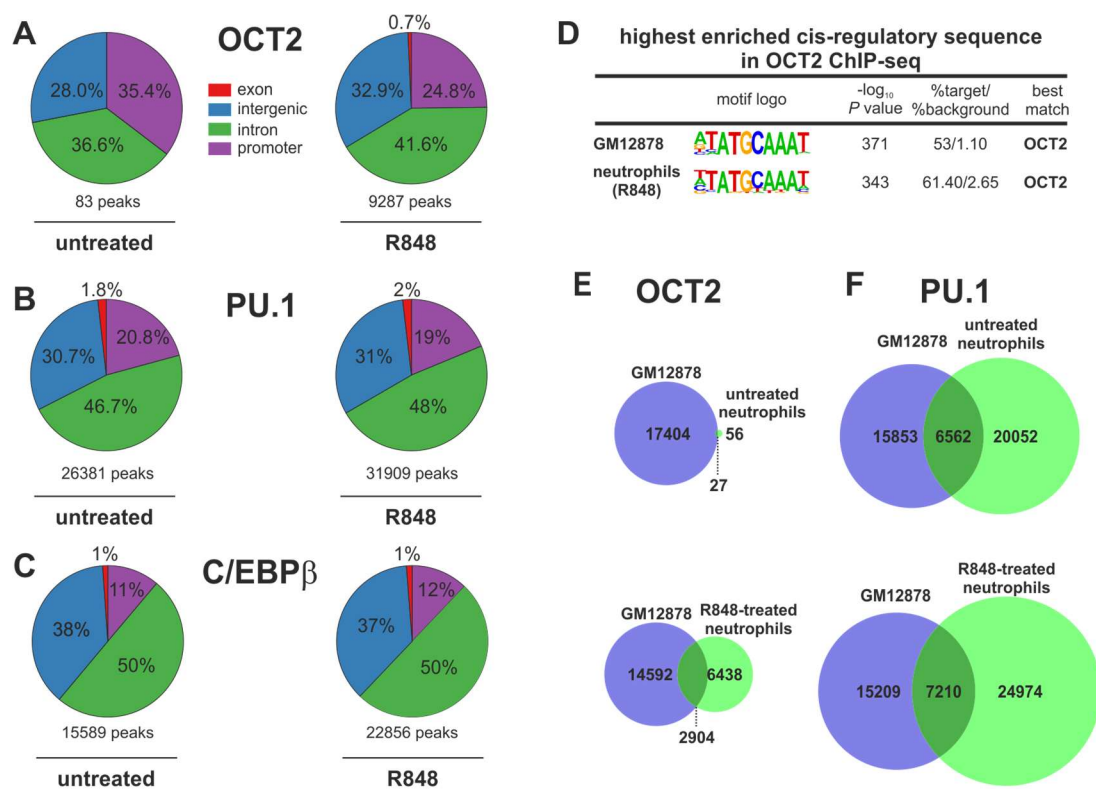 A
OCT2
28.0%
35.4%
36.6%
83 peaks
untreated
exon
intergenic
intron
promoter
0.7%
32.9%
24.8%
41.6%
9287 peaks
R848
B
PU.1
1.8%
30.7%
20.8%
46.7%
26381 peaks
untreated
2%
31%
19%
48%
31909 peaks
R848
C
C/EBPβ
1%
38%
11%
50%
15589 peaks
untreated
1%
37%
12%
50%
22856 peaks
R848
D
highest enriched cis-regulatory sequence
in OCT2 ChIP-seq
motif logo
-log₁₀
P value
%target/
%background
best
match
GM12878
ATATGCAAAT
371
53/1.10
OCT2
neutrophils
(R848)
TATGCAAAT
343
61.40/2.65
OCT2
E
OCT2
GM12878
untreated
neutrophils
17404
56
27
GM12878
R848-treated
neutrophils
14592
6438
2904
F
PU.1
GM12878
untreated
neutrophils
15853
6562
20052
GM12878
R848-treated
neutrophils
15209
7210
24974